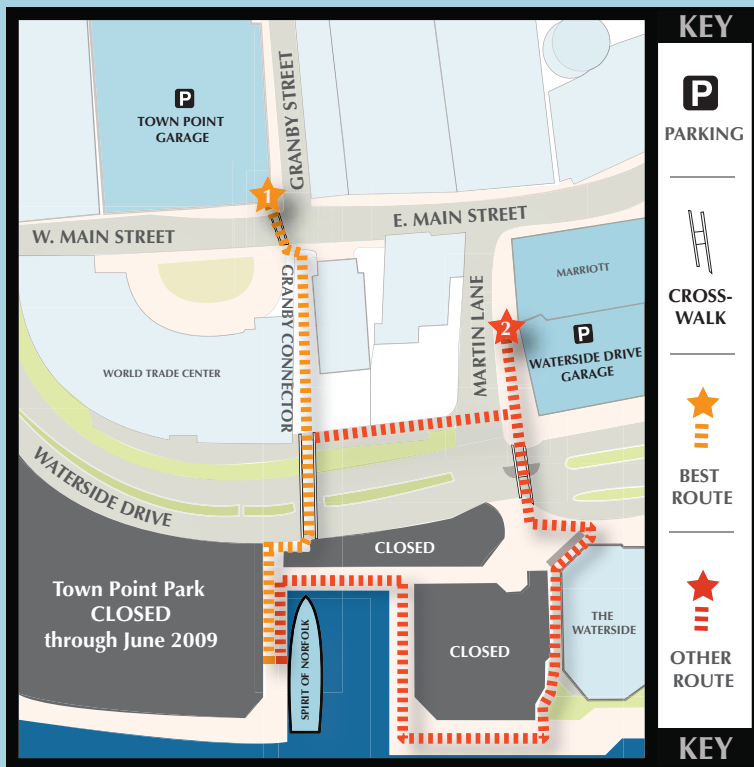 P
TOWN POINT
GARAGE
GRANBY STREET
1
W. MAIN STREET
E. MAIN STREET
GRANBY CONNECTOR
MARTIN LANE
MARRIOTT
2
P
WATERSIDE DRIVE
GARAGE
WORLD TRADE CENTER
WATERSIDE DRIVE
CLOSED
Town Point Park
CLOSED
through June 2009
SPIRIT OF NORFOLK
CLOSED
THE
WATERSIDE
KEY
P
PARKING
CROSS-
WALK
BEST
ROUTE
OTHER
ROUTE
KEY